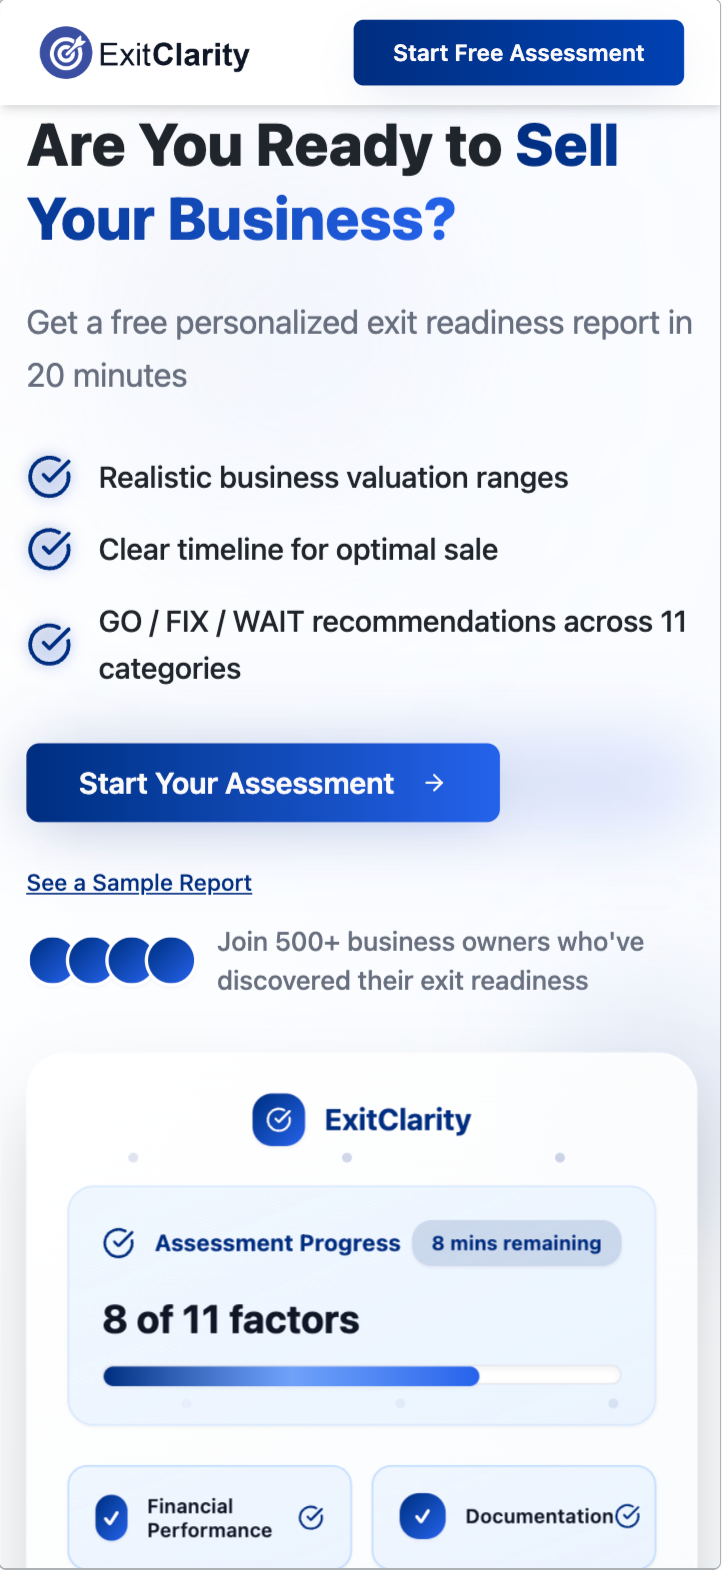 ExitClarity
Start Free Assessment
Are You Ready to Sell
Your Business?
Get a free personalized exit readiness report in
20 minutes
Realistic business valuation ranges
Clear timeline for optimal sale
GO / FIX / WAIT recommendations across 11
categories
Start Your Assessment →
See a Sample Report
Join 500+ business owners who've
discovered their exit readiness
ExitClarity
Assessment Progress
8 mins remaining
8 of 11 factors
Financial
Performance
Documentation